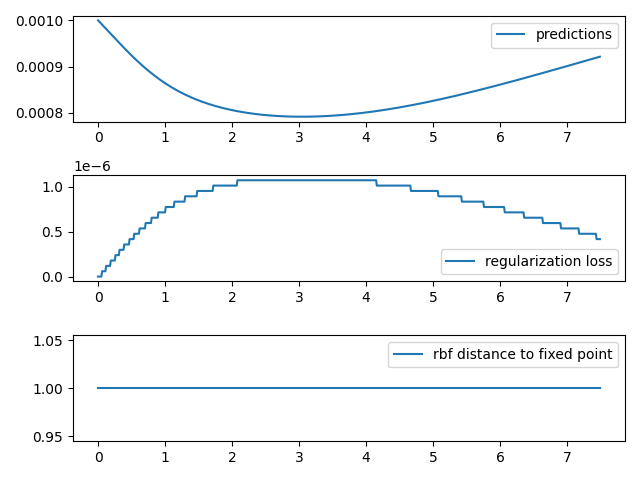 0.0010
0.0009
0.0008
predictions
0 1 2 3 4 5 6 7
1e−6
1.0
0.5
0.0
regularization loss
0 1 2 3 4 5 6 7
1.05
1.00
0.95
rbf distance to fixed point
0 1 2 3 4 5 6 7